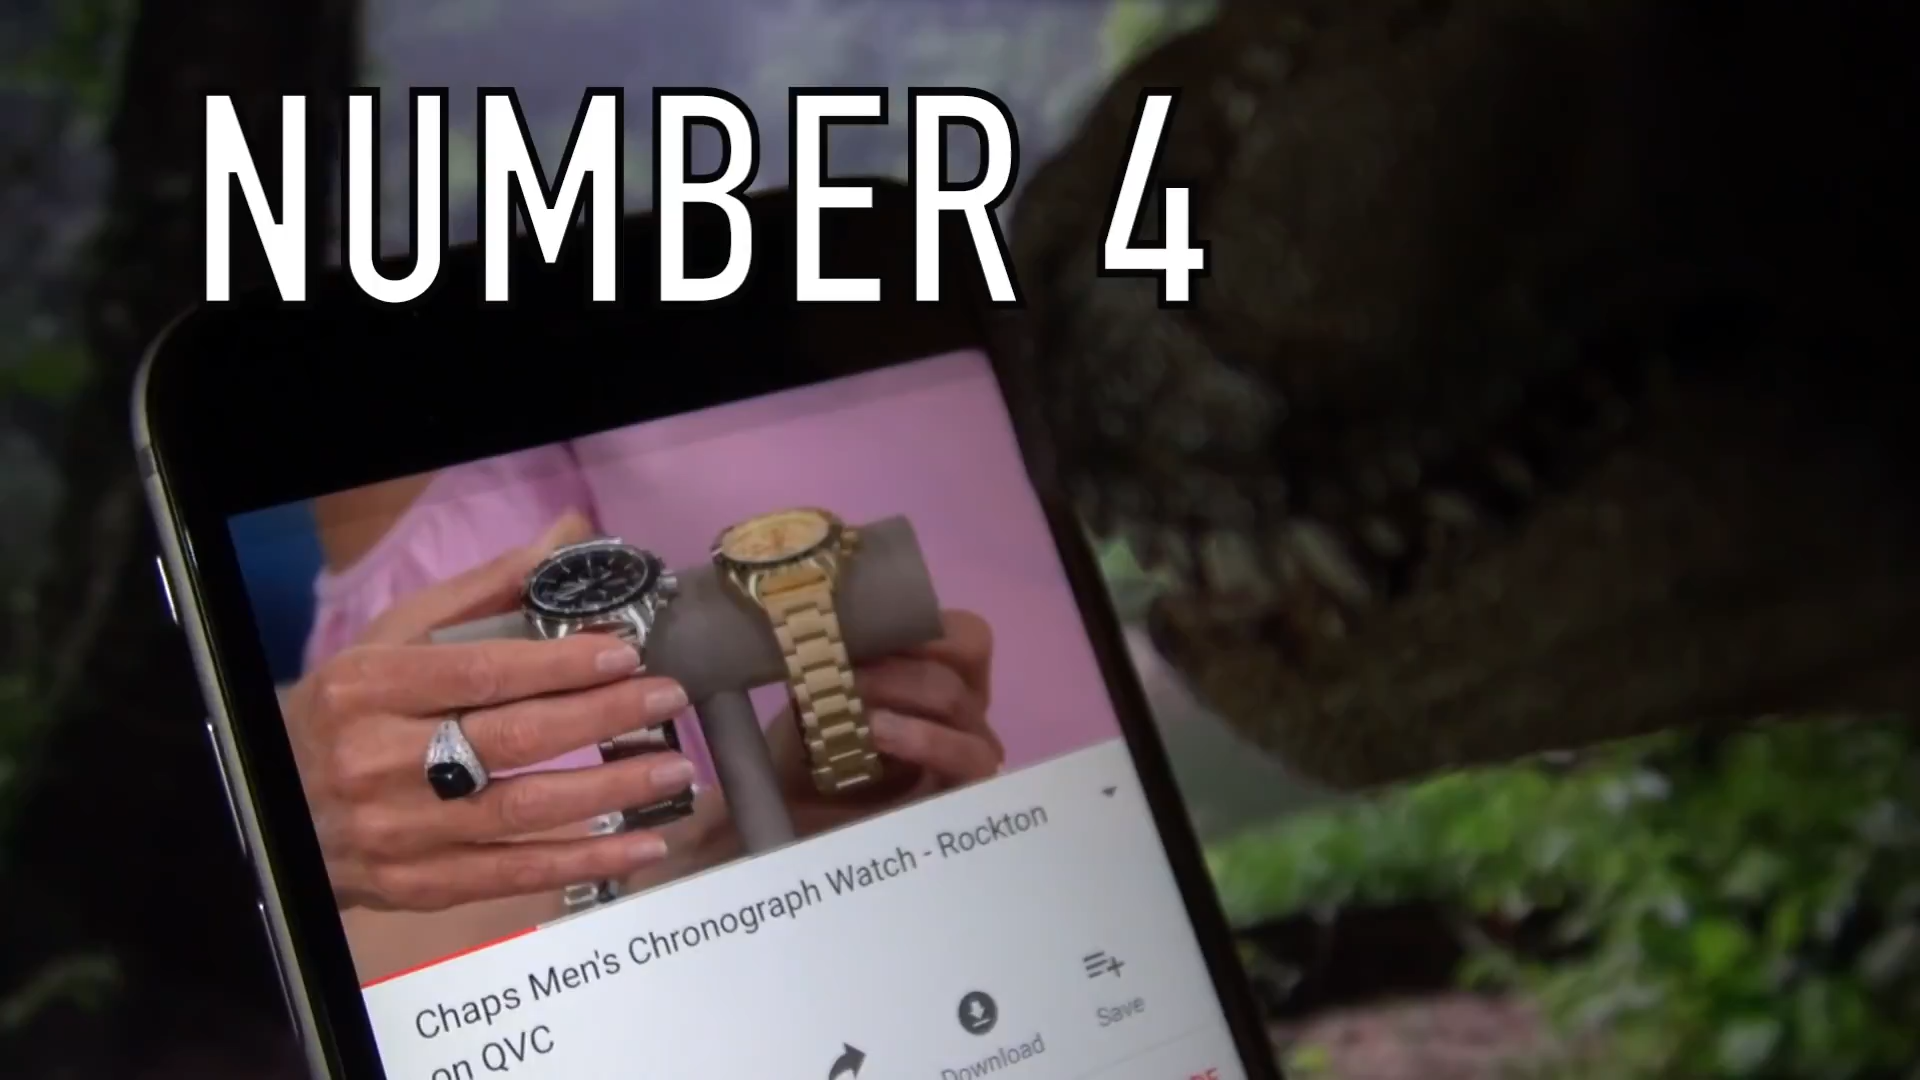 NUMBER 4
Chaps Men's Chronograph Watch - Rockton
on QVC
Download
Save